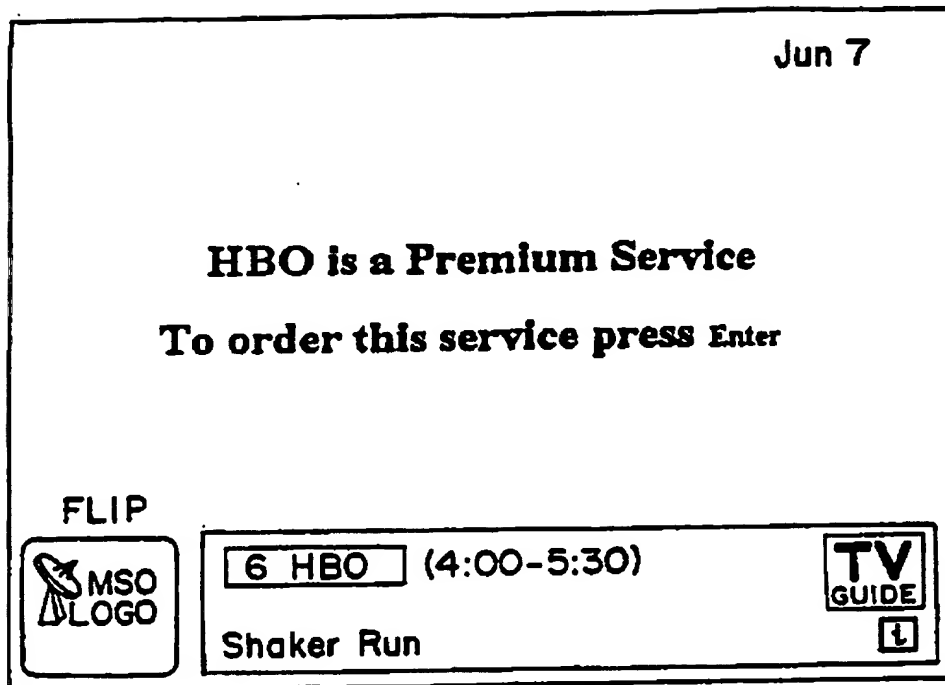 Jun 7
HBO is a Premium Service
To order this service press Enter
FLIP
MSO
LOGO
6 HBO (4:00-5:30)
TV
GUIDE
Shaker Run
i